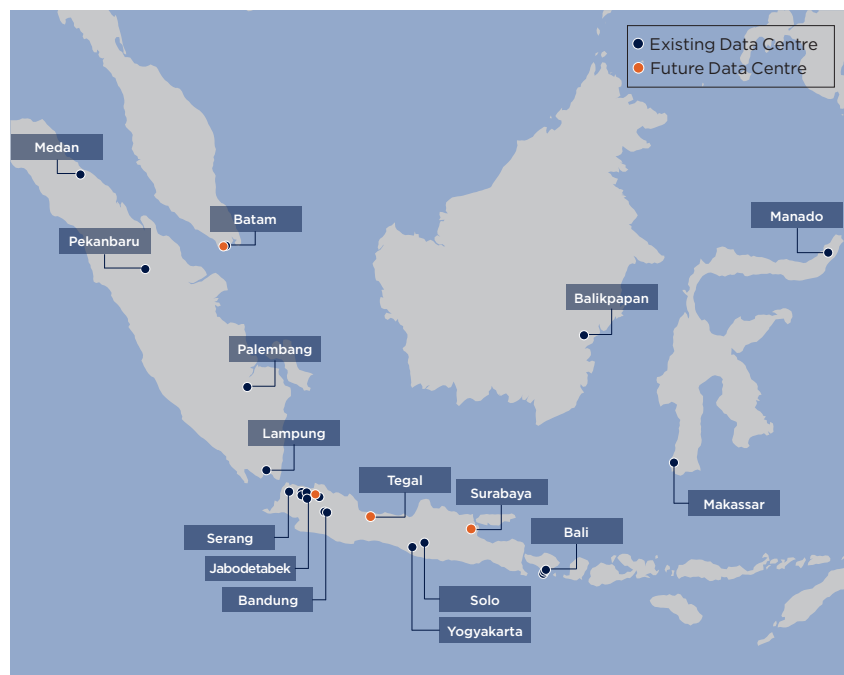 Existing Data Centre
Future Data Centre
Medan
Batam
Manado
Pekanbaru
Balikpapan
Palembang
Lampung
Tegal
Surabaya
Makassar
Serang
Bali
Jabodetabek
Bandung
Solo
Yogyakarta